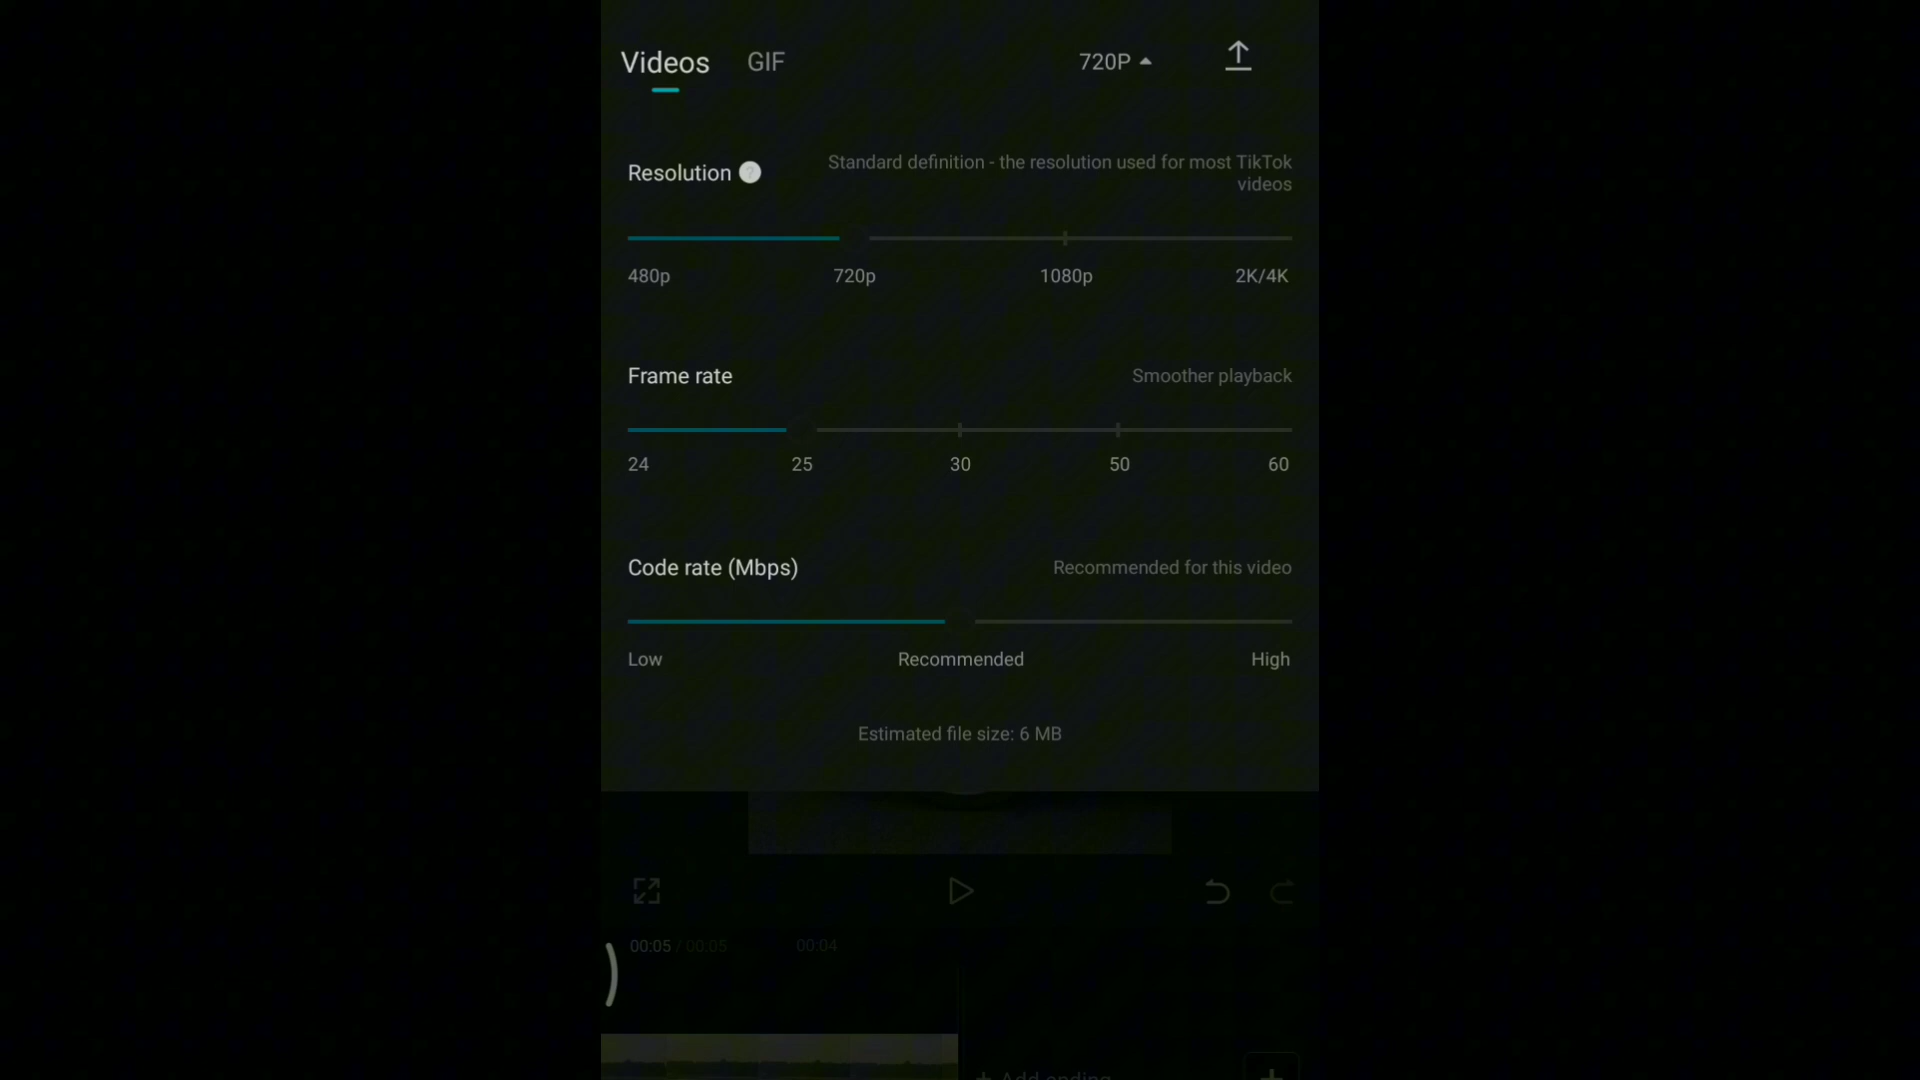 Videos GIF 720P
Resolution ? Standard definition - the resolution used for most TikTok
videos
480p 720p 1080p 2K/4K
Frame rate Smoother playback
24 25 30 50 60
Code rate (Mbps) Recommended for this video
Low Recommended High
Estimated file size: 6 MB
00:05 / 00:05 00:04
+ Add ending +